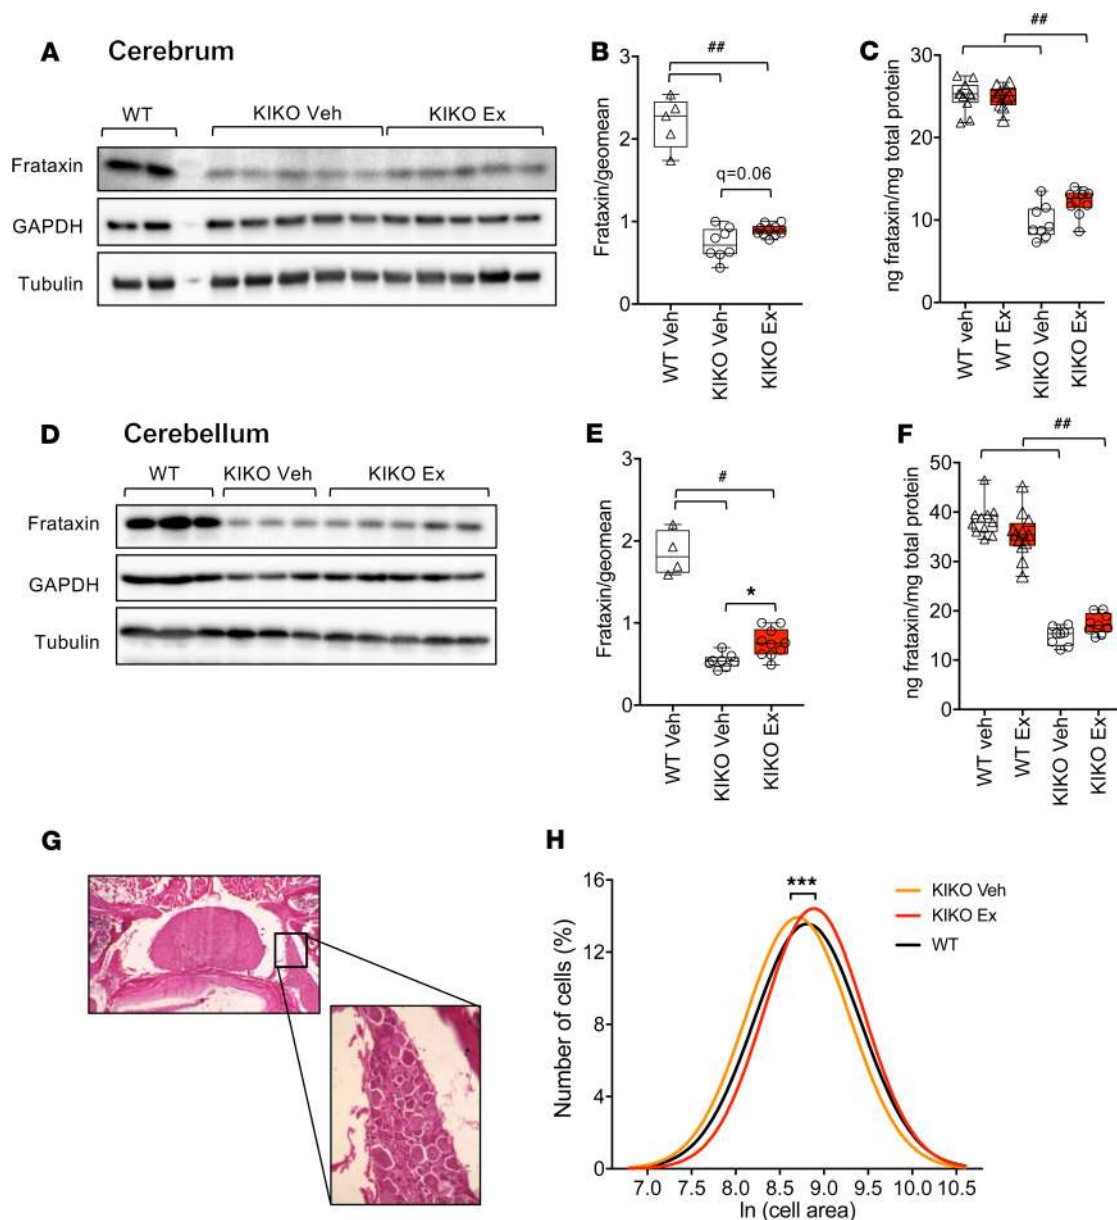 A Cerebrum
WT KIKO Veh KIKO Ex
Frataxin
GAPDH
Tubulin
B
##
q=0.06
Frataxin/geomean
3
2
1
0
WT Veh
KIKO Veh
KIKO Ex
C
##
ng frataxin/mg total protein
30
20
10
0
WT veh
WT Ex
KIKO Veh
KIKO Ex
D Cerebellum
WT KIKO Veh KIKO Ex
Frataxin
GAPDH
Tubulin
E
#
*
Frataxin/geomean
3
2
1
0
WT Veh
KIKO Veh
KIKO Ex
F
##
ng frataxin/mg total protein
50
40
30
20
10
0
WT veh
WT Ex
KIKO Veh
KIKO Ex
G
H
***
KIKO Veh
KIKO Ex
WT
Number of cells (%)
16
12
8
4
0
7.0 7.5 8.0 8.5 9.0 9.5 10.0 10.5
ln (cell area)